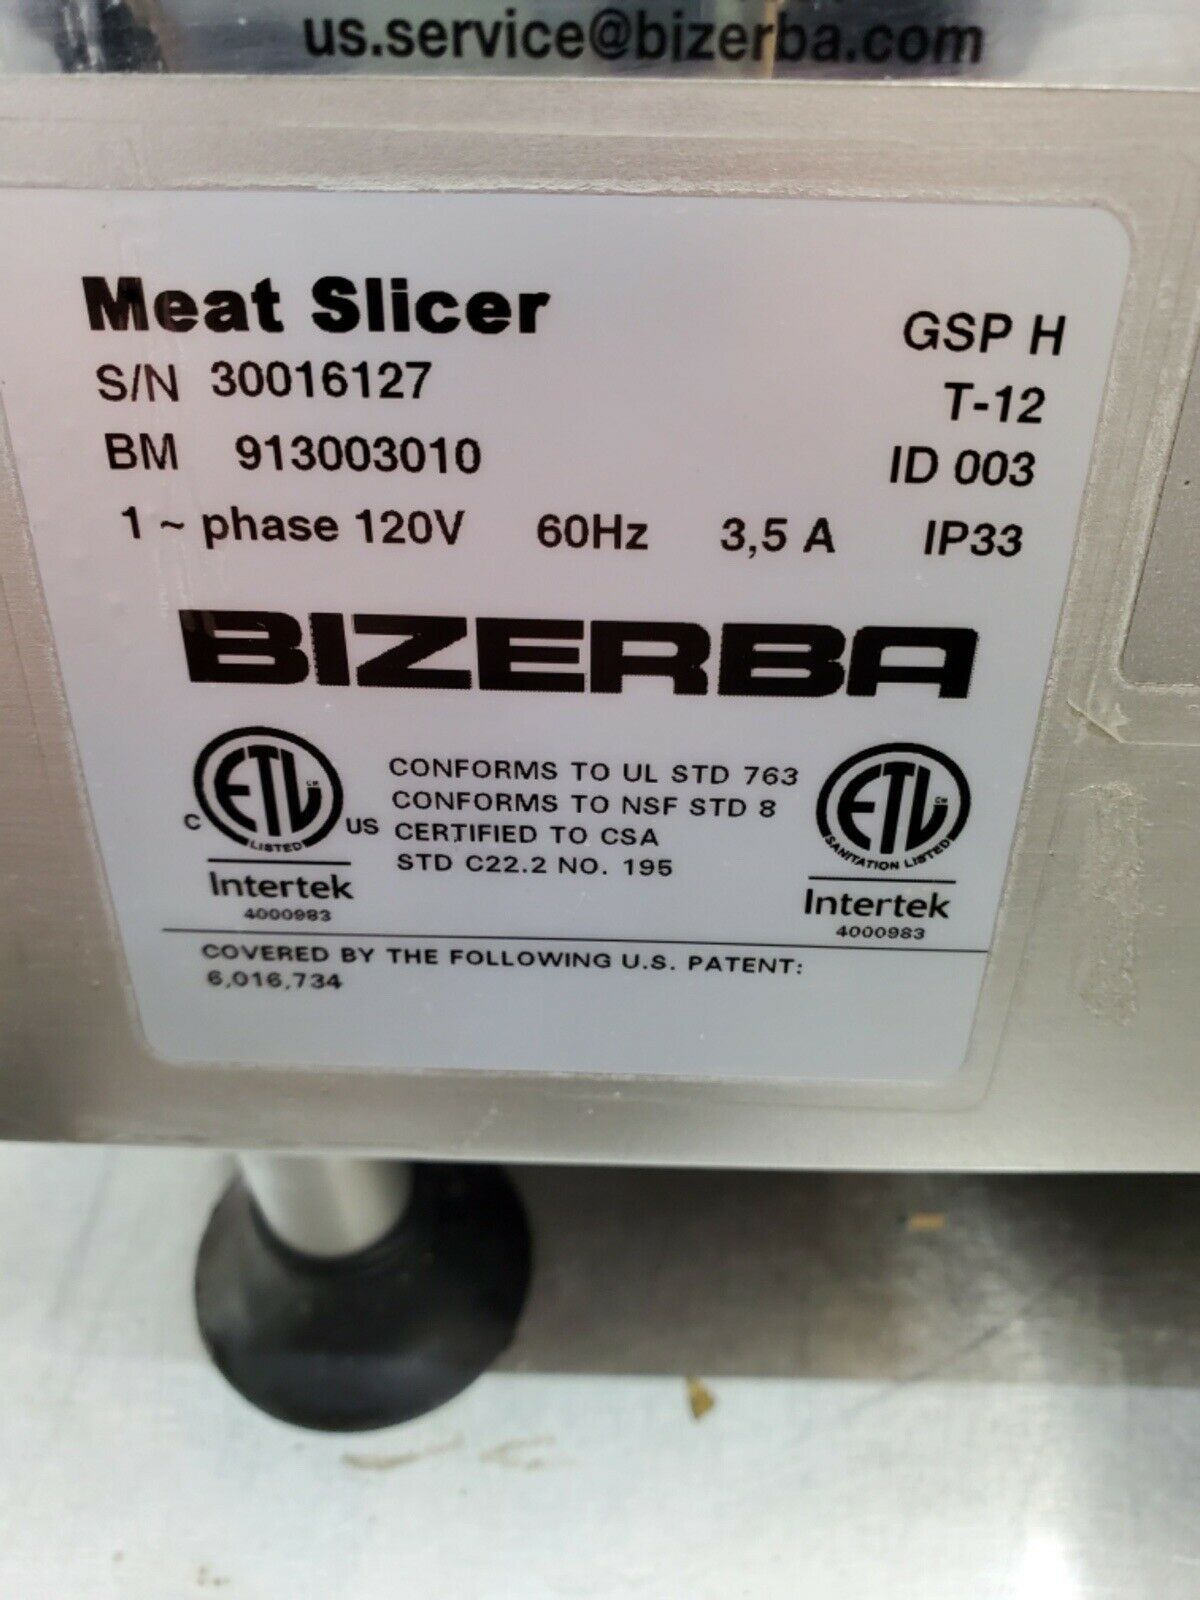 us.service@bizerba.com
Meat Slicer GSP H
S/N 30016127 T-12
BM 913003010 ID 003
1 ~ phase 120V 60Hz 3,5 A IP33
BIZERBA
ETL CM LISTED C US
Intertek
4000983
CONFORMS TO UL STD 763
CONFORMS TO NSF STD 8
CERTIFIED TO CSA
STD C22.2 NO. 195
ETL CM SANITATION LISTED
Intertek
4000983
COVERED BY THE FOLLOWING U.S. PATENT:
6,016,734